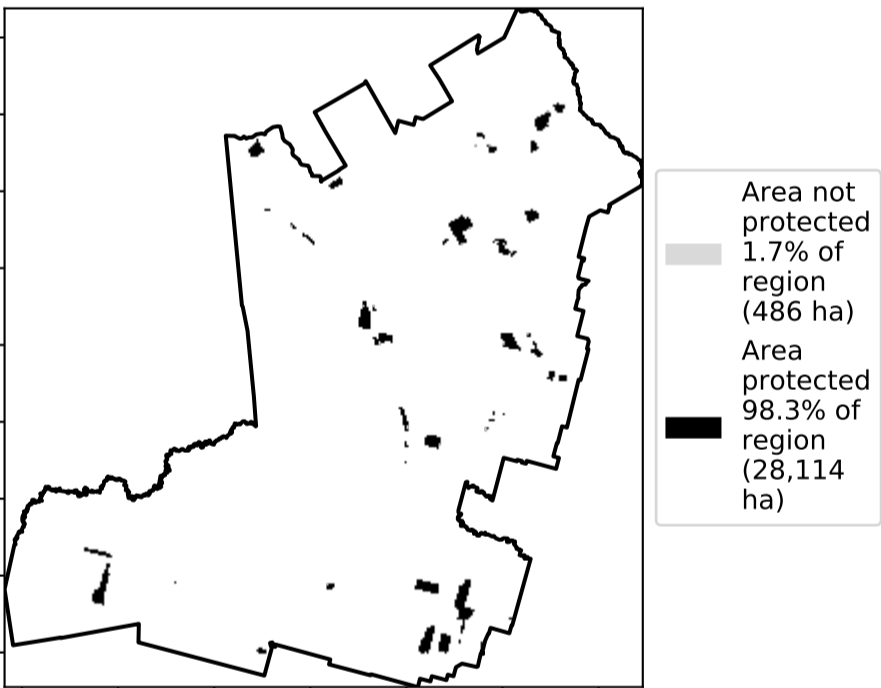 Area not
protected
1.7% of
region
(486 ha)
Area
protected
98.3% of
region
(28,114
ha)